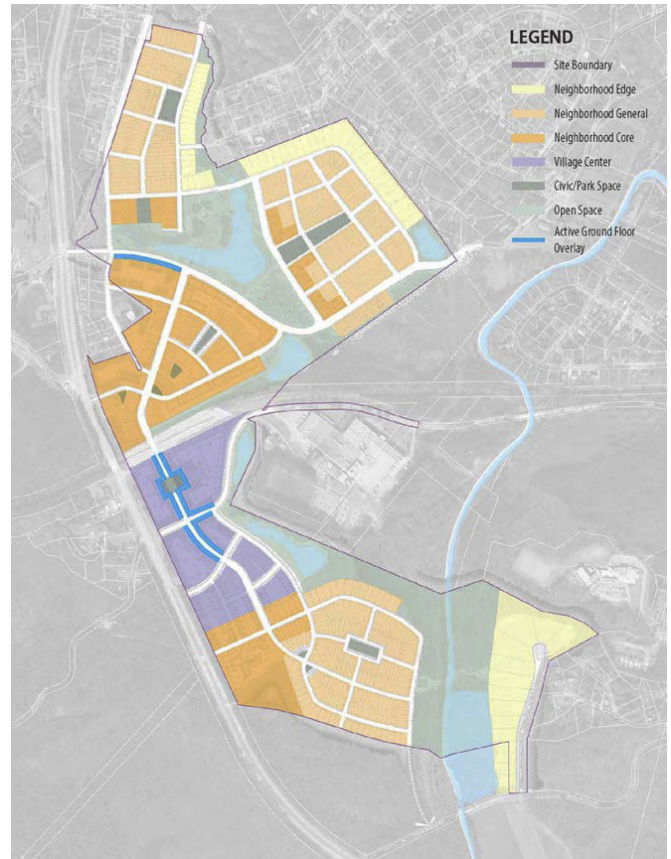 LEGEND
Site Boundary
Neighborhood Edge
Neighborhood General
Neighborhood Core
Village Center
Civic/Park Space
Open Space
Active Ground Floor
Overlay